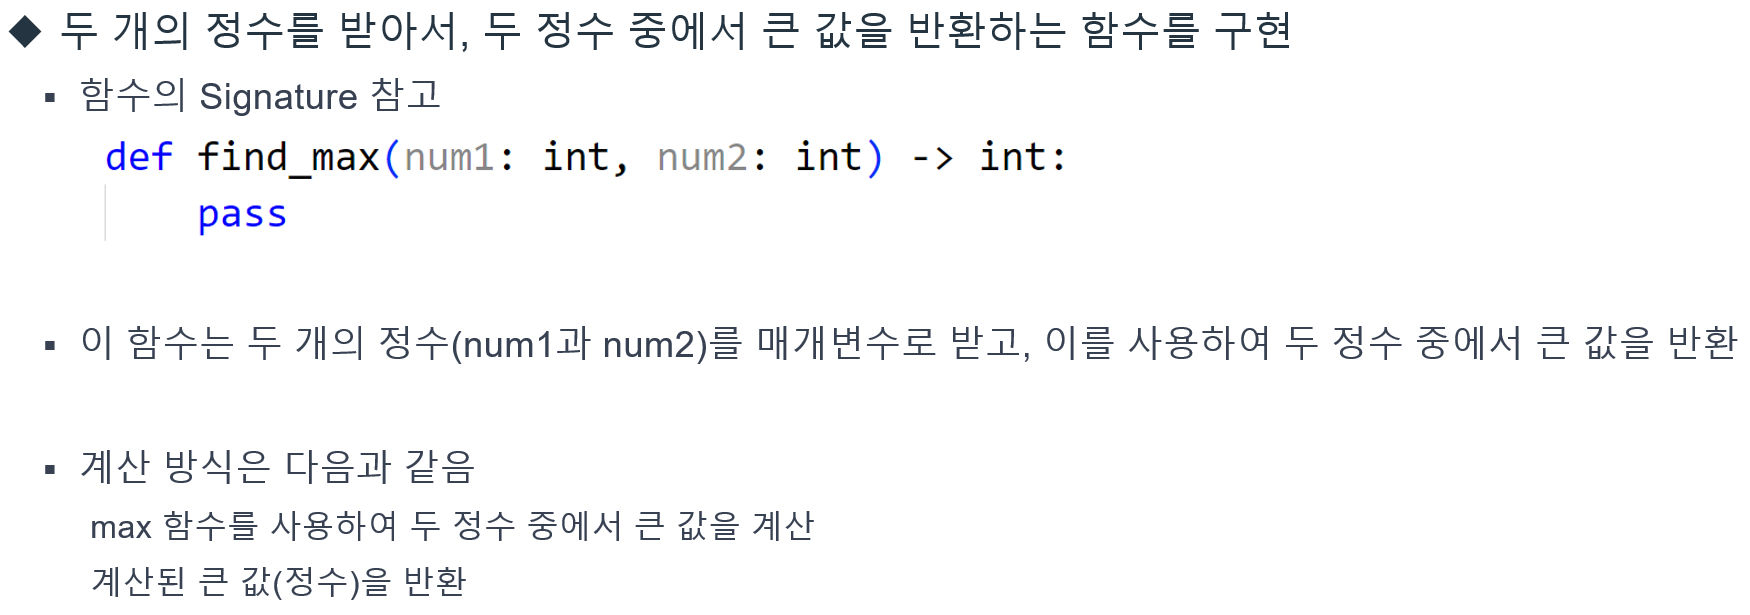 ◆ 두 개의 정수를 받아서, 두 정수 중에서 큰 값을 반환하는 함수를 구현
▪ 함수의 Signature 참고
def find_max(num1: int, num2: int) -> int:
    pass
▪ 이 함수는 두 개의 정수(num1과 num2)를 매개변수로 받고, 이를 사용하여 두 정수 중에서 큰 값을 반환
▪ 계산 방식은 다음과 같음
max 함수를 사용하여 두 정수 중에서 큰 값을 계산
계산된 큰 값(정수)을 반환